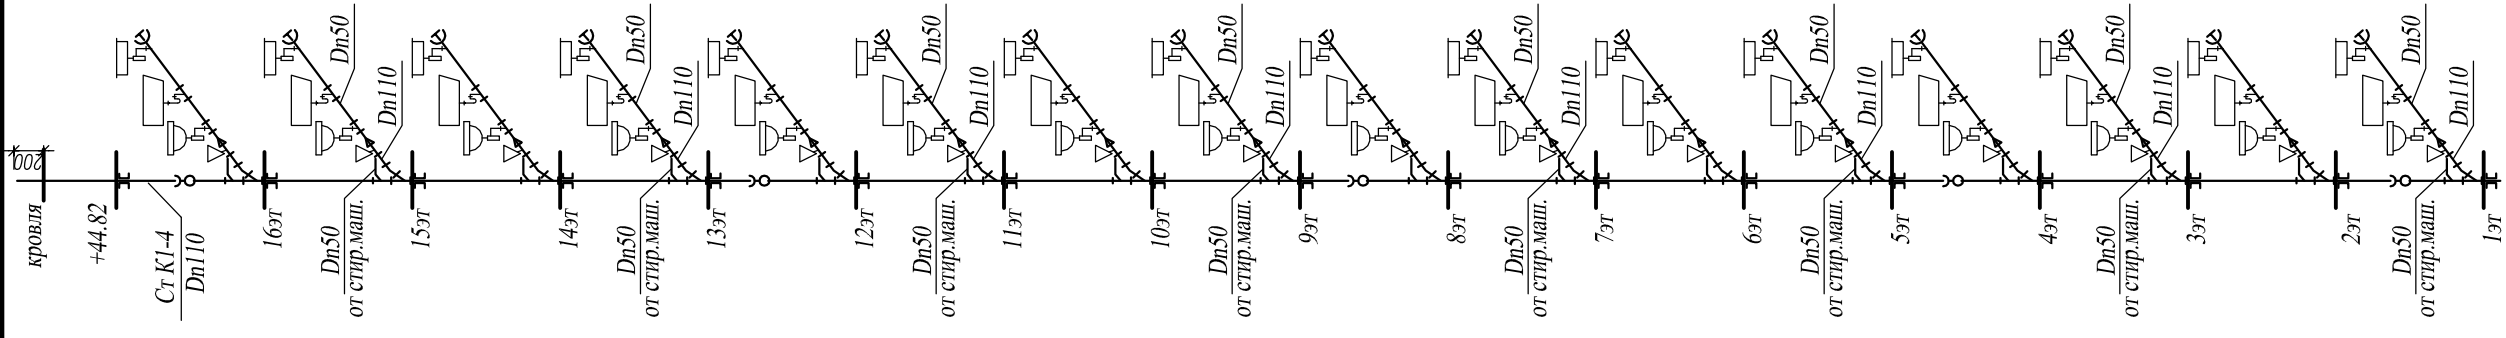 200
кровля
+44.82
Ст К1-4
Dn110
16эт
Dn50
от стир.маш.
Dn50
Dn110
15эт
14эт
Dn50
от стир.маш.
Dn50
Dn110
13эт
12эт
Dn50
от стир.маш.
Dn50
Dn110
11эт
10эт
Dn50
от стир.маш.
Dn50
Dn110
9эт
8эт
Dn50
от стир.маш.
Dn50
Dn110
7эт
6эт
Dn50
от стир.маш.
Dn50
Dn110
5эт
4эт
Dn50
от стир.маш.
Dn50
Dn110
3эт
2эт
Dn50
от стир.маш.
Dn50
Dn110
1эт